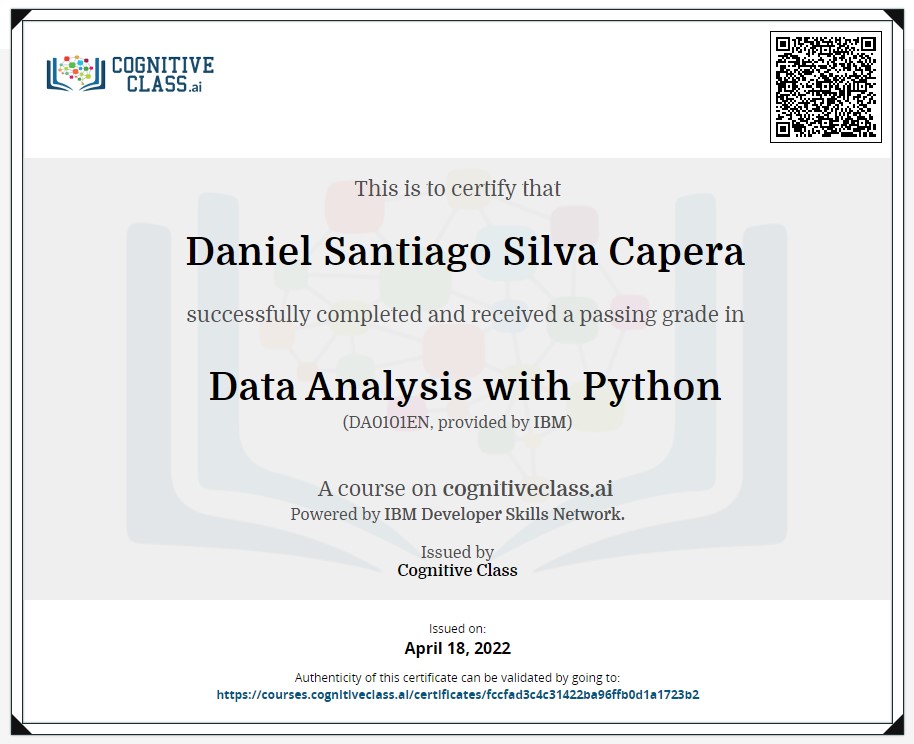 COGNITIVE
CLASS.ai
This is to certify that
Daniel Santiago Silva Capera
successfully completed and received a passing grade in
Data Analysis with Python
(DA0101EN, provided by IBM)
A course on cognitiveclass.ai
Powered by IBM Developer Skills Network.
Issued by
Cognitive Class
Issued on:
April 18, 2022
Authenticity of this certificate can be validated by going to:
https://courses.cognitiveclass.ai/certificates/fccfad3c4c31422ba96ffb0d1a1723b2